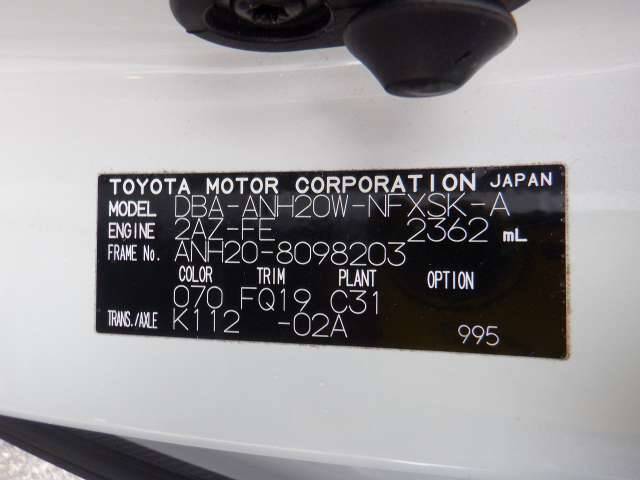 TOYOTA MOTOR CORPORATION JAPAN
MODEL DBA-ANH20W-NFXSK-A
ENGINE 2AZ-FE 2362 mL
FRAME No. ANH20-8098203
COLOR TRIM PLANT OPTION
070 FQ19 C31
TRANS./AXLE K112 -02A 995